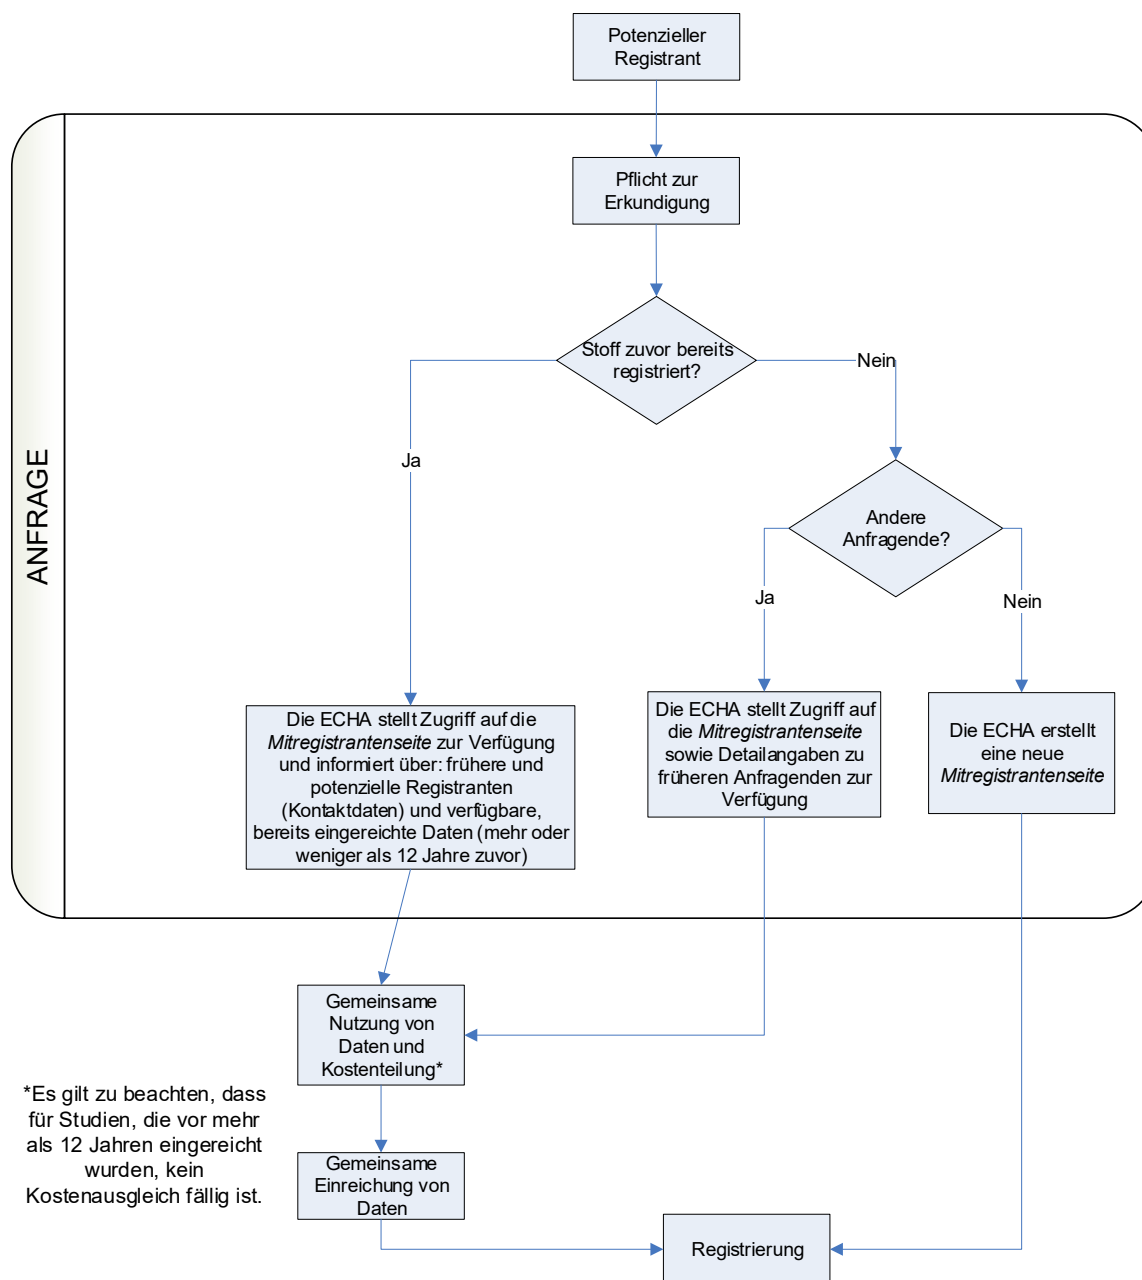 Potenzieller
Registrant
Pflicht zur
Erkundigung
Stoff zuvor bereits
registriert?
Nein
Ja
ANFRAGE
Andere
Anfragende?
Ja
Nein
Die ECHA stellt Zugriff auf die
Mitregistrantenseite zur Verfügung
und informiert über: frühere und
potenzielle Registranten
(Kontaktdaten) und verfügbare,
bereits eingereichte Daten (mehr oder
weniger als 12 Jahre zuvor)
Die ECHA stellt Zugriff auf
die Mitregistrantenseite
sowie Detailangaben zu
früheren Anfragenden zur
Verfügung
Die ECHA erstellt
eine neue
Mitregistrantenseite
Gemeinsame
Nutzung von
Daten und
Kostenteilung*
*Es gilt zu beachten, dass
für Studien, die vor mehr
als 12 Jahren eingereicht
wurden, kein
Kostenausgleich fällig ist.
Gemeinsame
Einreichung von
Daten
Registrierung